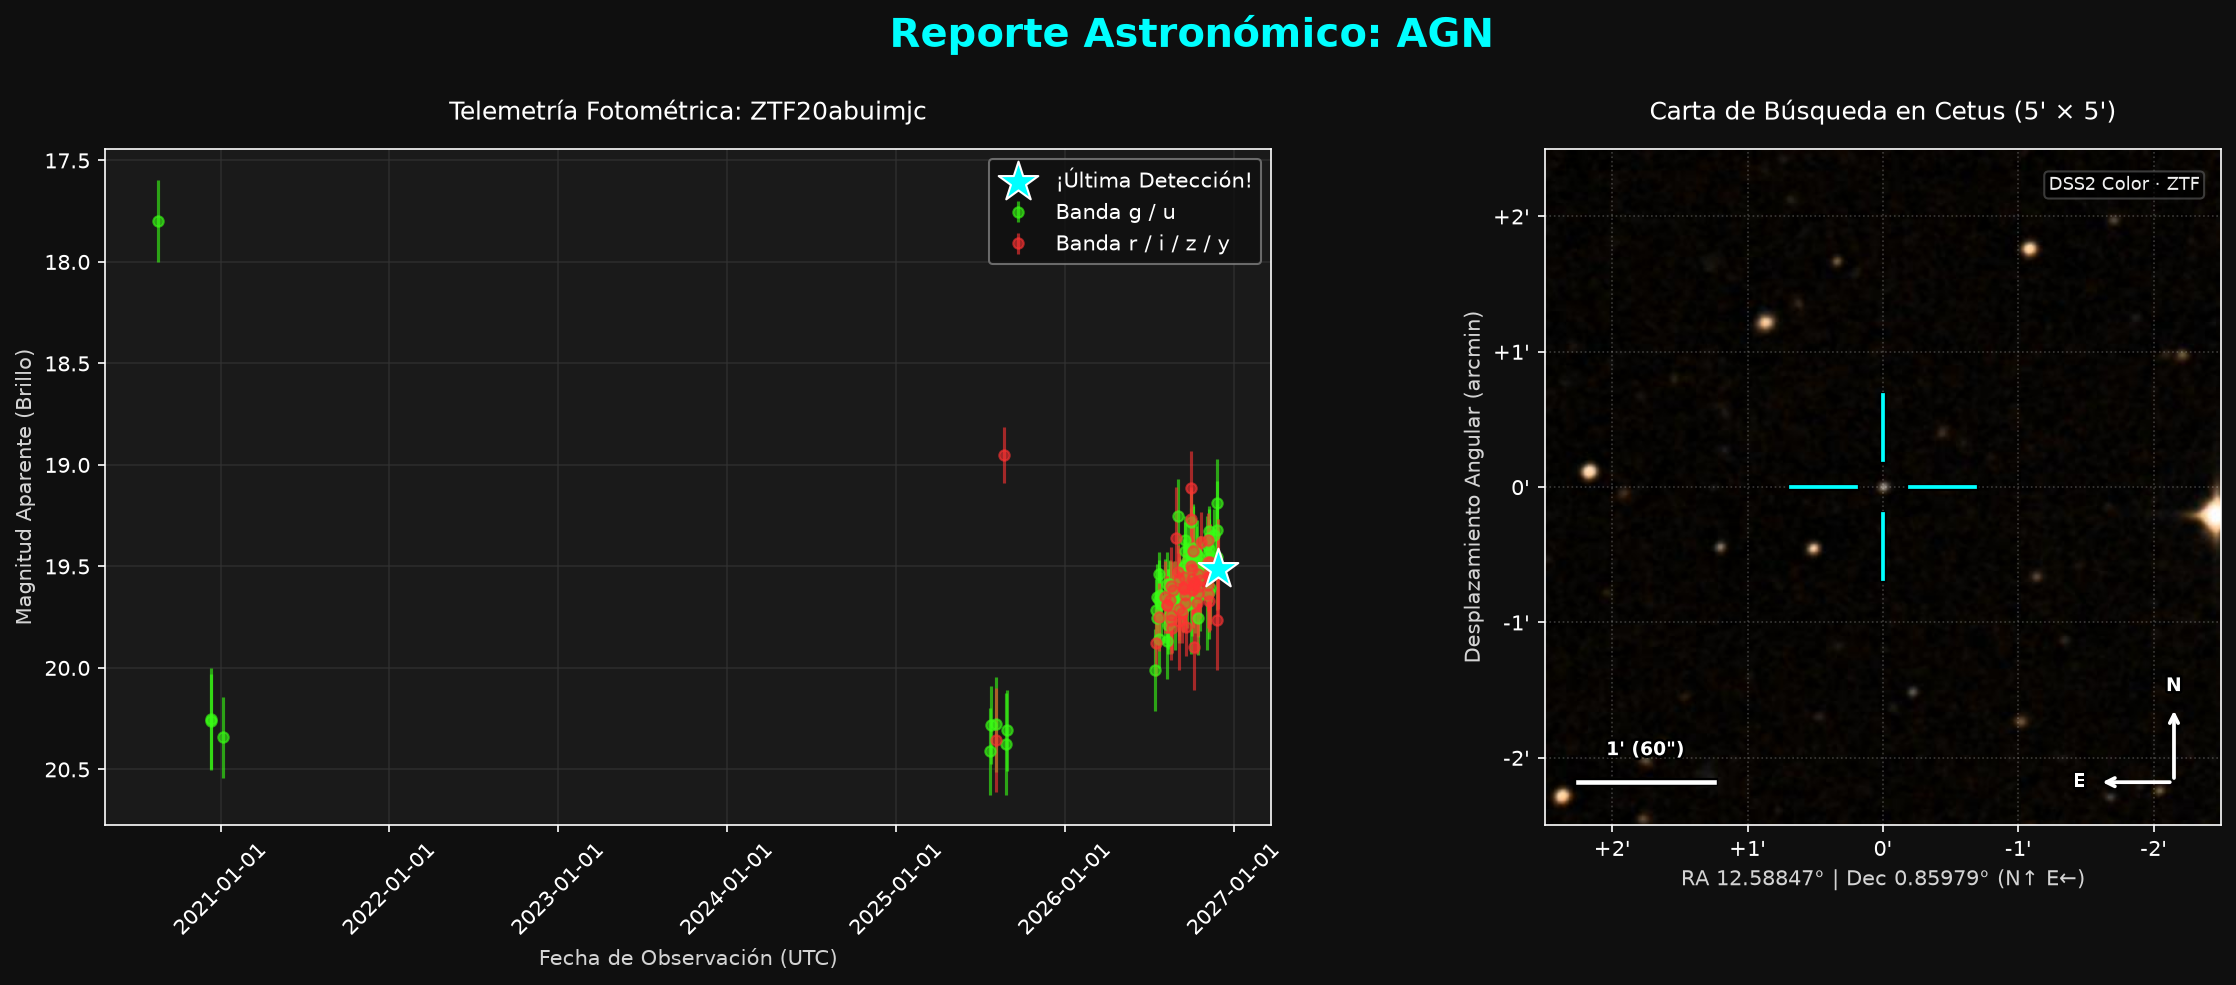 Reporte Astronómico: AGN
Telemetría Fotométrica: ZTF20abuimjc
Magnitud Aparente (Brillo)
17.5
18.0
18.5
19.0
19.5
20.0
20.5
¡Última Detección!
Banda g / u
Banda r / i / z / y
2021-01-01
2022-01-01
2023-01-01
2024-01-01
2025-01-01
2026-01-01
2027-01-01
Fecha de Observación (UTC)
Carta de Búsqueda en Cetus (5' × 5')
Desplazamiento Angular (arcmin)
+2'
+1'
0'
-1'
-2'
DSS2 Color · ZTF
N
E
1' (60")
+2'
+1'
0'
-1'
-2'
RA 12.58847° | Dec 0.85979° (N↑ E←)